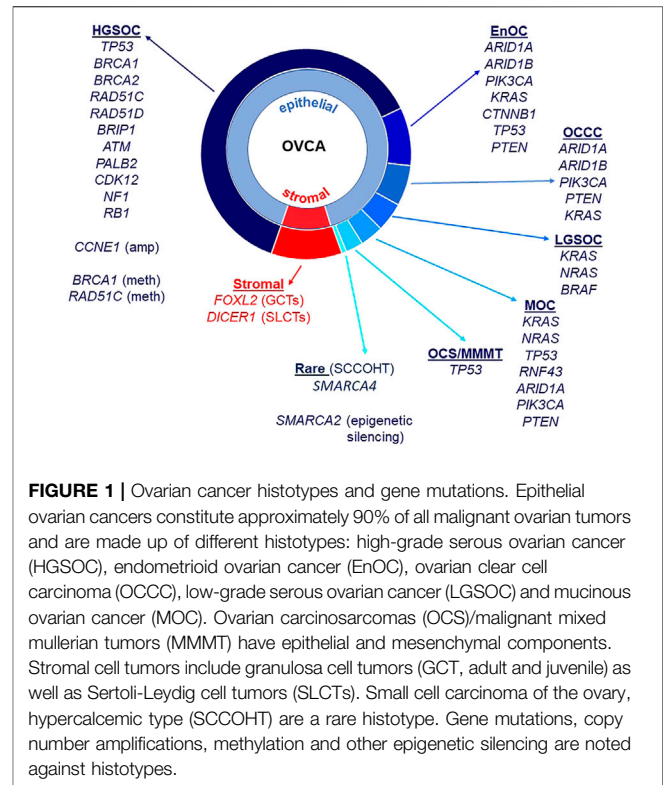 HGSOC
TP53
BRCA1
BRCA2
RAD51C
RAD51D
BRIP1
ATM
PALB2
CDK12
NF1
RB1
CCNE1 (amp)
BRCA1 (meth)
RAD51C (meth)
epithelial
OVCA
stromal
Stromal
FOXL2 (GCTs)
DICER1 (SLCTs)
EnOC
ARID1A
ARID1B
PIK3CA
KRAS
CTNNB1
TP53
PTEN
OCCC
ARID1A
ARID1B
PIK3CA
PTEN
KRAS
LGSOC
KRAS
NRAS
BRAF
MOC
KRAS
NRAS
TP53
RNF43
ARID1A
PIK3CA
PTEN
OCS/MMMT
TP53
Rare (SCCOHT)
SMARCA4
SMARCA2 (epigenetic
silencing)
FIGURE 1 | Ovarian cancer histotypes and gene mutations. Epithelial
ovarian cancers constitute approximately 90% of all malignant ovarian tumors
and are made up of different histotypes: high-grade serous ovarian cancer
(HGSOC), endometrioid ovarian cancer (EnOC), ovarian clear cell
carcinoma (OCCC), low-grade serous ovarian cancer (LGSOC) and mucinous
ovarian cancer (MOC). Ovarian carcinosarcomas (OCS)/malignant mixed
mullerian tumors (MMMT) have epithelial and mesenchymal components.
Stromal cell tumors include granulosa cell tumors (GCT, adult and juvenile) as
well as Sertoli-Leydig cell tumors (SLCTs). Small cell carcinoma of the ovary,
hypercalcemic type (SCCOHT) are a rare histotype. Gene mutations, copy
number amplifications, methylation and other epigenetic silencing are noted
against histotypes.